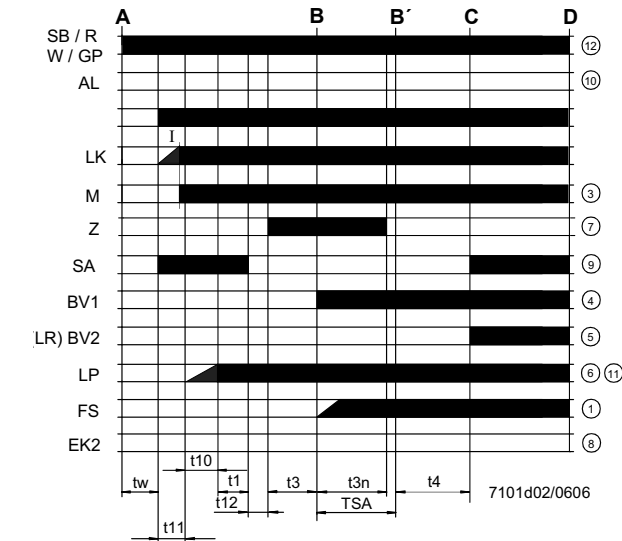 A B B´ C D
SB / R
W / GP
12
AL
10
I
LK
M
3
Z
7
SA
9
BV1
4
LR) BV2
5
LP
6 11
FS
1
EK2
8
t10
tw t1 t3 t3n t4
7101d02/0606
t12 TSA
t11